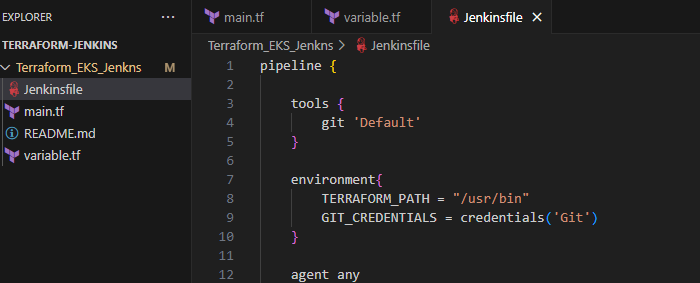 EXPLORER
TERRAFORM-JENKINS
Terraform_EKS_Jenkns M
Jenkinsfile
main.tf
README.md
variable.tf
main.tf variable.tf Jenkinsfile
Terraform_EKS_Jenkns > Jenkinsfile
1 pipeline {
2
3 tools {
4 git 'Default'
5 }
6
7 environment{
8 TERRAFORM_PATH = "/usr/bin"
9 GIT_CREDENTIALS = credentials('Git')
10 }
11
12 agent any